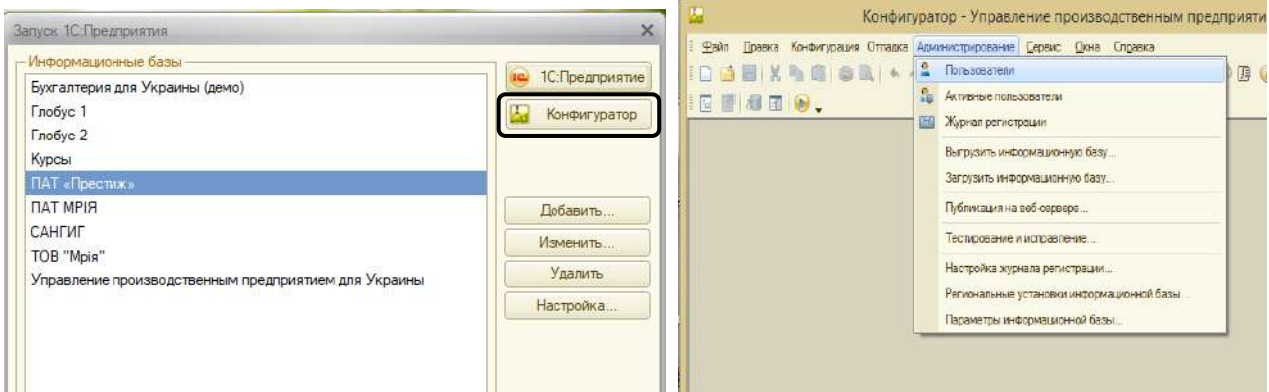 Запуск 1С:Предприятия
Информационные базы
Бухгалтерия для Украины (демо)
Глобус 1
Глобус 2
Курсы
ПАТ «Престиж»
ПАТ МРІЯ
САНГИГ
ТОВ "Мрія"
Управление производственным предприятием для Украины
1С:Предприятие
Конфигуратор
Добавить...
Изменить...
Удалить
Настройка...
Конфигуратор - Управление производственным предприяти
Файл Правка Конфигурация Отладка Администрирование Сервис Окна Справка
Пользователи
Активные пользователи
Журнал регистрации
Выгрузить информационную базу...
Загрузить информационную базу...
Публикация на веб-сервере...
Тестирование и исправление...
Настройка журнала регистрации...
Региональные установки информационной базы...
Параметры информационной базы...